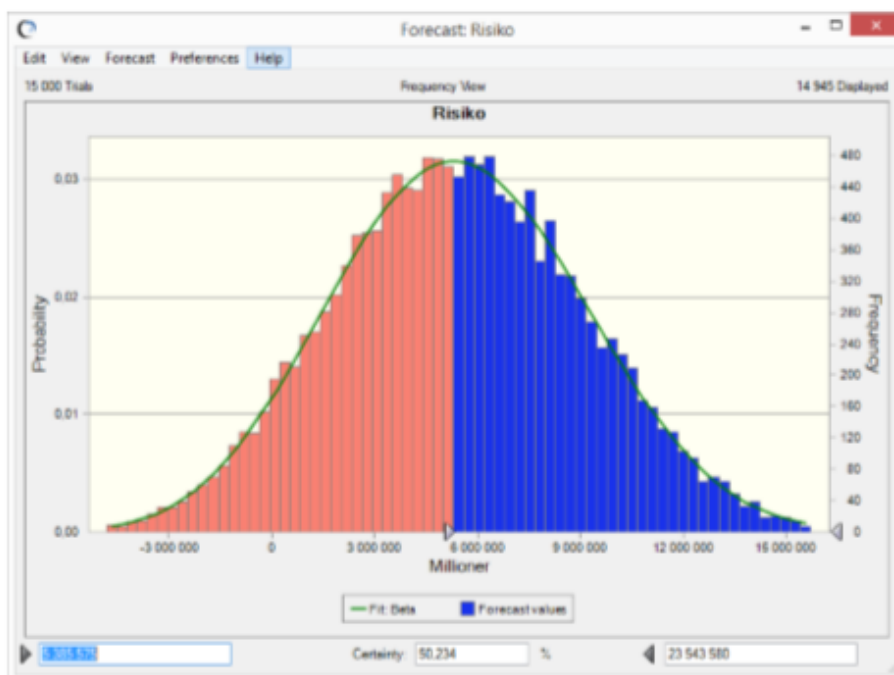 Forecast: Risiko
Edit View Forecast Preferences Help
15 000 Trials Frequency View 14 945 Displayed
Risiko
0.03
0.02
0.01
0.00
Probability
480
440
400
360
320
280
240
200
160
120
80
40
0
Frequency
-3 000 000 0 3 000 000 6 000 000 9 000 000 12 000 000 15 000 000
Millioner
Fit: Beta Forecast values
Certainty: 50,234 % 23 543 580